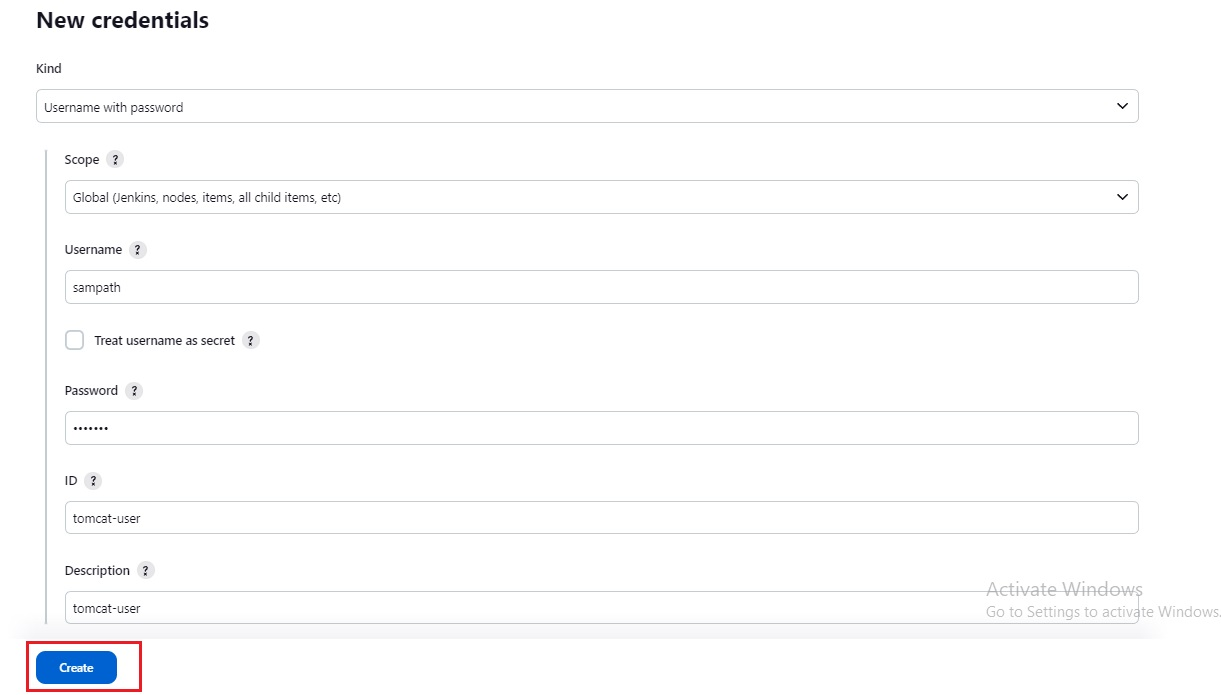 New credentials
Kind
Username with password
Scope ?
Global (Jenkins, nodes, items, all child items, etc)
Username ?
sampath
Treat username as secret ?
Password ?
•••••••
ID ?
tomcat-user
Description ?
tomcat-user
Activate Windows
Go to Settings to activate Windows.
Create